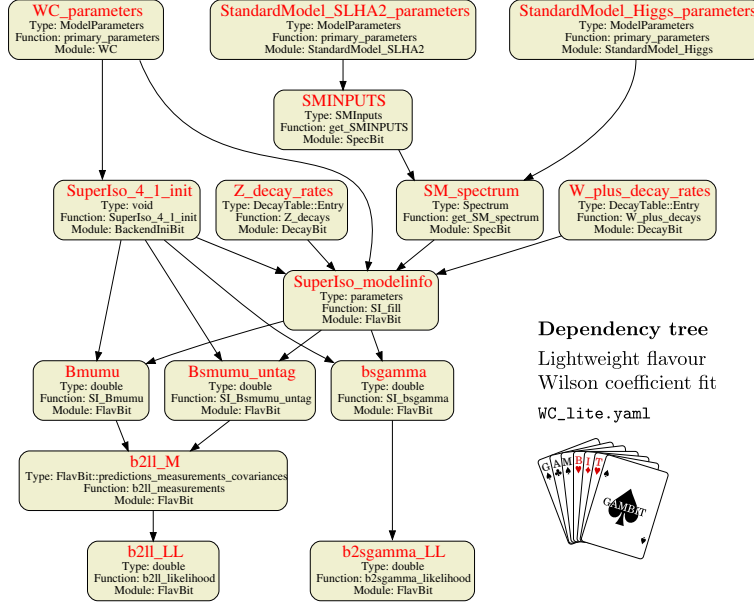 WC_parameters
Type: ModelParameters
Function: primary_parameters
Module: WC
StandardModel_SLHA2_parameters
Type: ModelParameters
Function: primary_parameters
Module: StandardModel_SLHA2
StandardModel_Higgs_parameters
Type: ModelParameters
Function: primary_parameters
Module: StandardModel_Higgs
SMINPUTS
Type: SMInputs
Function: get_SMINPUTS
Module: SpecBit
SuperIso_4_1_init
Type: void
Function: SuperIso_4_1_init
Module: BackendIniBit
Z_decay_rates
Type: DecayTable::Entry
Function: Z_decays
Module: DecayBit
SM_spectrum
Type: Spectrum
Function: get_SM_spectrum
Module: SpecBit
W_plus_decay_rates
Type: DecayTable::Entry
Function: W_plus_decays
Module: DecayBit
SuperIso_modelinfo
Type: parameters
Function: SI_fill
Module: FlavBit
Bmumu
Type: double
Function: SI_Bmumu
Module: FlavBit
Bsmumu_untag
Type: double
Function: SI_Bsmumu_untag
Module: FlavBit
bsgamma
Type: double
Function: SI_bsgamma
Module: FlavBit
Dependency tree
Lightweight flavour
Wilson coefficient fit
WC_lite.yaml
GAMBIT
GAMBIT
b2ll_M
Type: FlavBit::predictions_measurements_covariances
Function: b2ll_measurements
Module: FlavBit
b2ll_LL
Type: double
Function: b2ll_likelihood
Module: FlavBit
b2sgamma_LL
Type: double
Function: b2sgamma_likelihood
Module: FlavBit